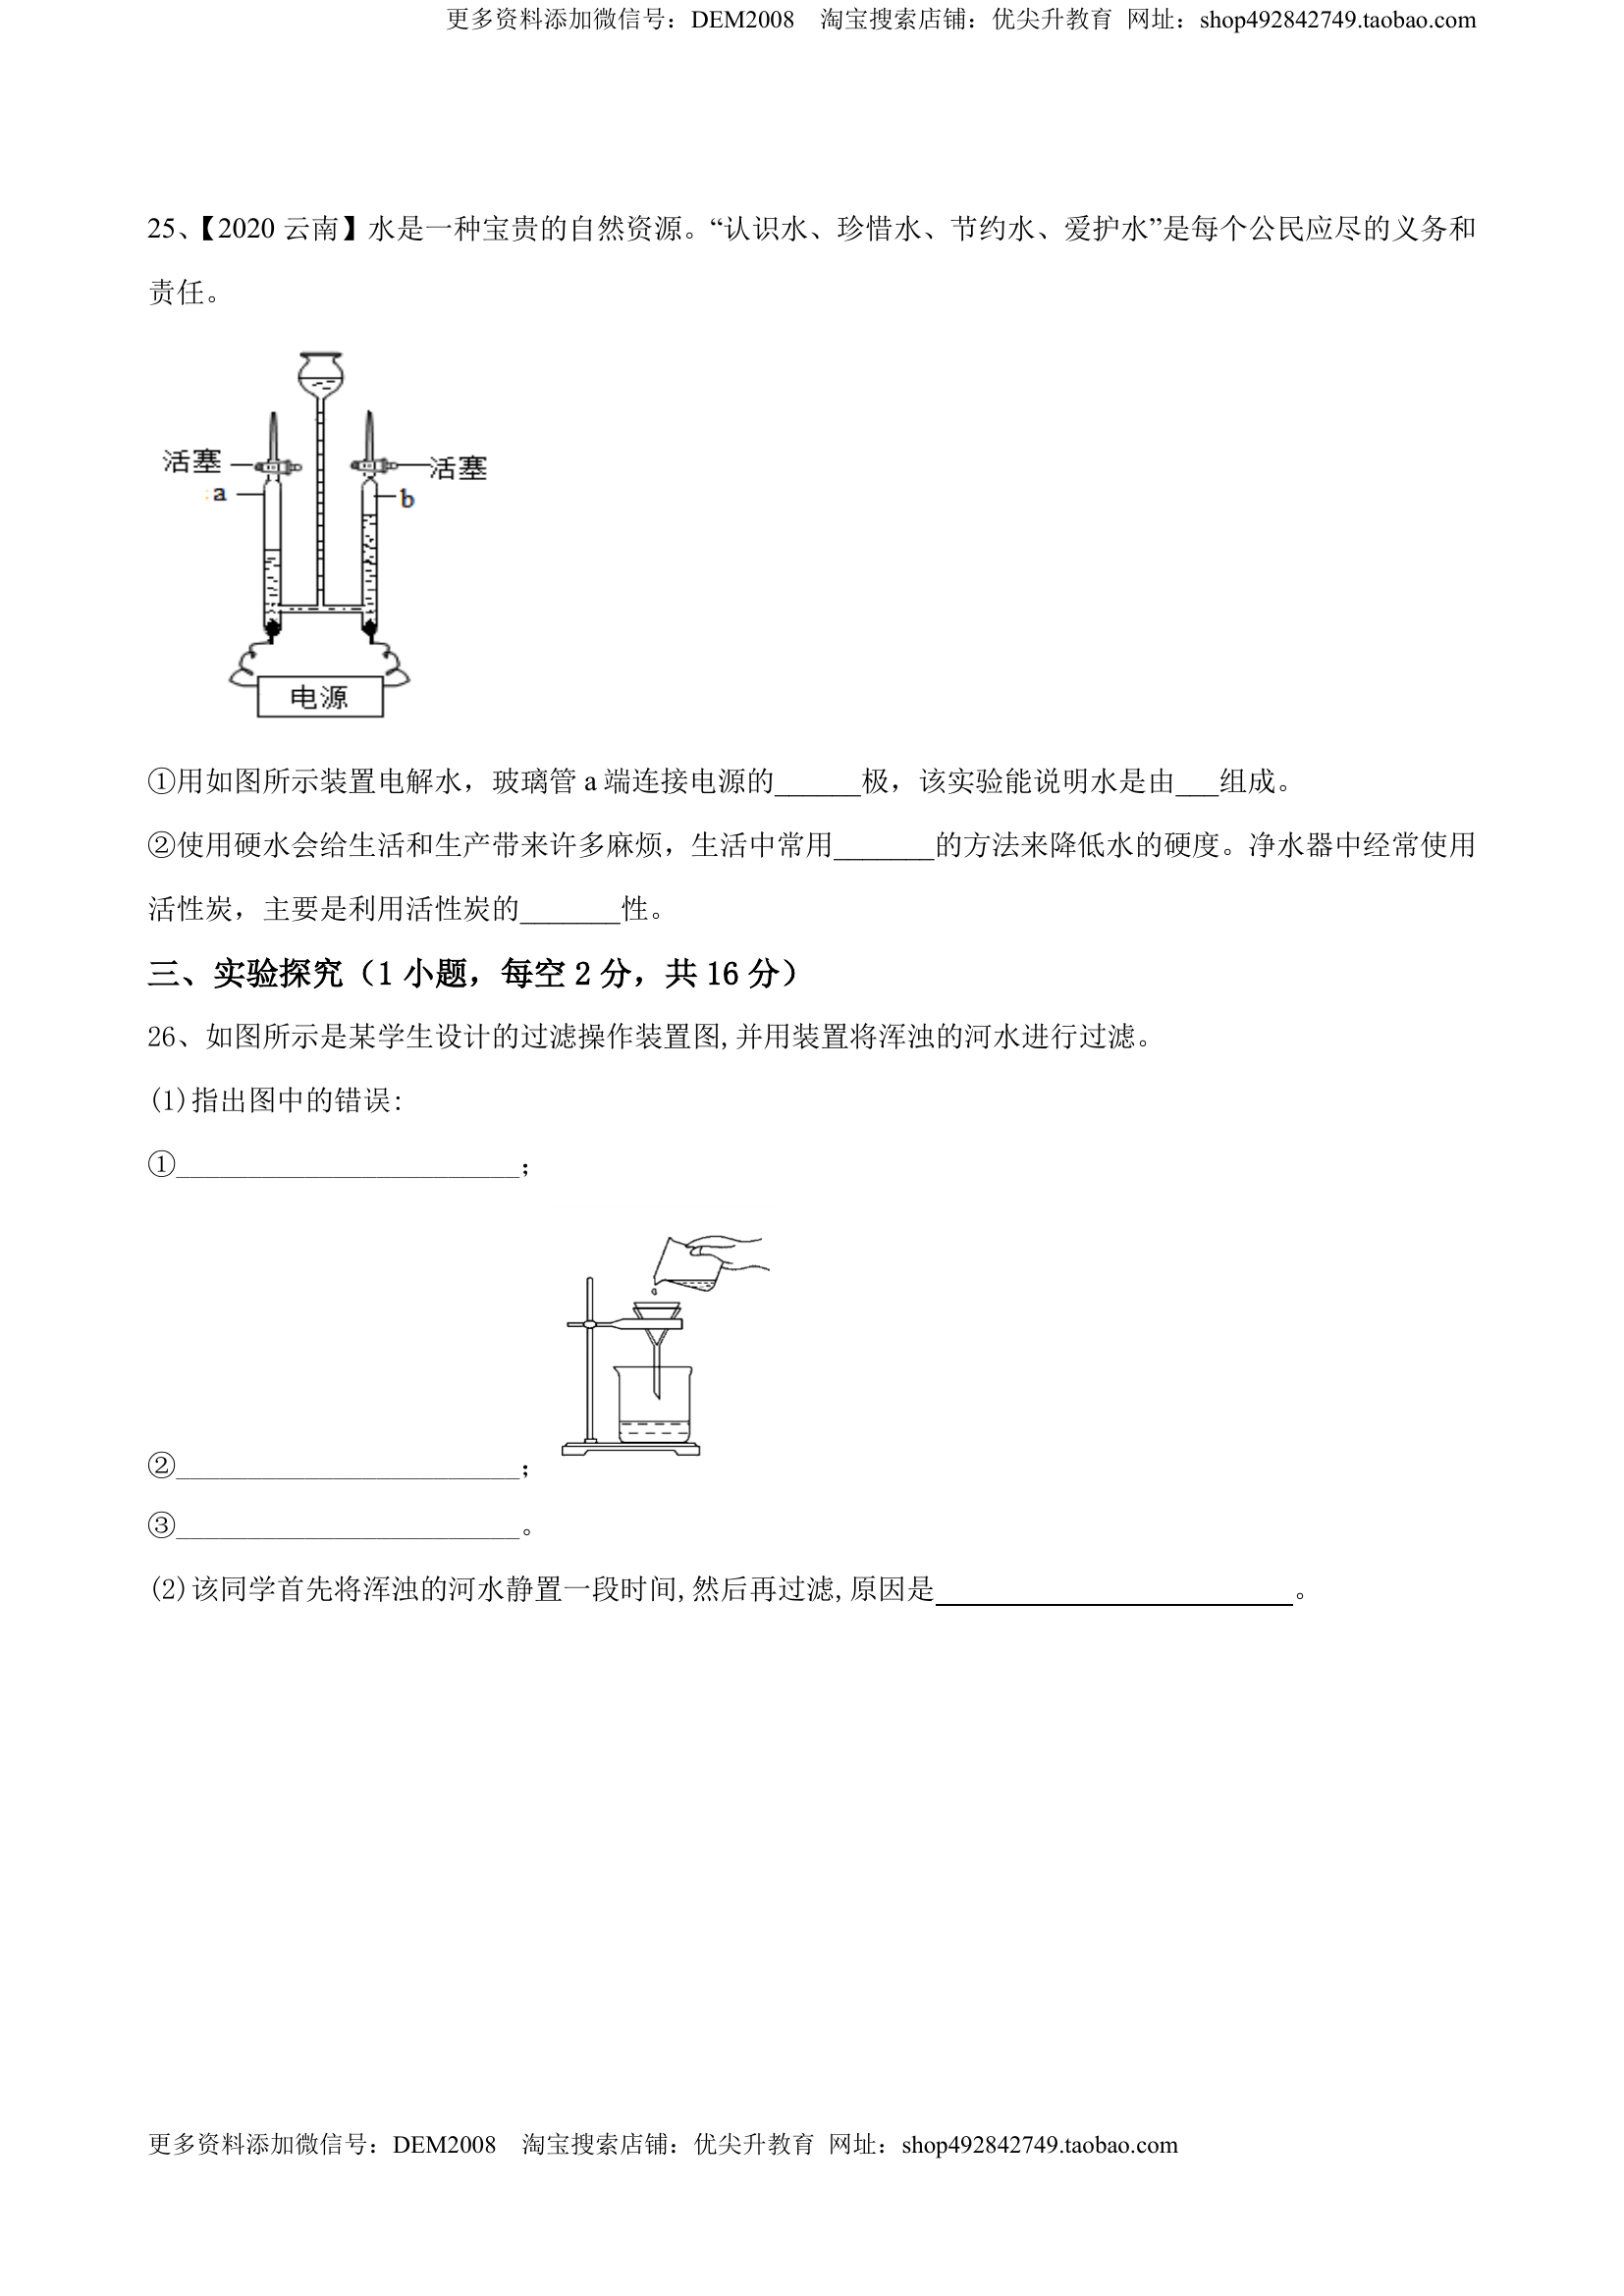 更多资料添加微信号：DEM2008　淘宝搜索店铺：优尖升教育 网址：shop492842749.taobao.com
25、【2020 云南】水是一种宝贵的自然资源。“认识水、珍惜水、节约水、爱护水”是每个公民应尽的义务和
责任。
活塞
活塞
a
b
电源
①用如图所示装置电解水，玻璃管 a 端连接电源的______极，该实验能说明水是由___组成。
②使用硬水会给生活和生产带来许多麻烦，生活中常用_______的方法来降低水的硬度。净水器中经常使用
活性炭，主要是利用活性炭的_______性。
三、实验探究（1 小题，每空 2 分，共 16 分）
26、如图所示是某学生设计的过滤操作装置图,并用装置将浑浊的河水进行过滤。
(1)指出图中的错误:
①________________________；
②________________________；
③________________________。
(2)该同学首先将浑浊的河水静置一段时间,然后再过滤,原因是_________________________。
更多资料添加微信号：DEM2008　淘宝搜索店铺：优尖升教育 网址：shop492842749.taobao.com